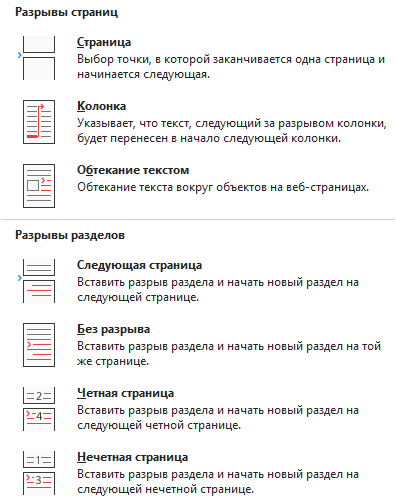 Разрывы страниц
Страница
Выбор точки, в которой заканчивается одна страница и
начинается следующая.
Колонка
Указывает, что текст, следующий за разрывом колонки,
будет перенесен в начало следующей колонки.
Обтекание текстом
Обтекание текста вокруг объектов на веб-страницах.
Разрывы разделов
Следующая страница
Вставить разрыв раздела и начать новый раздел на
следующей странице.
Без разрыва
Вставить разрыв раздела и начать новый раздел на той
же странице.
2
4
Четная страница
Вставить разрыв раздела и начать новый раздел на
следующей четной странице.
1
3
Нечетная страница
Вставить разрыв раздела и начать новый раздел на
следующей нечетной странице.